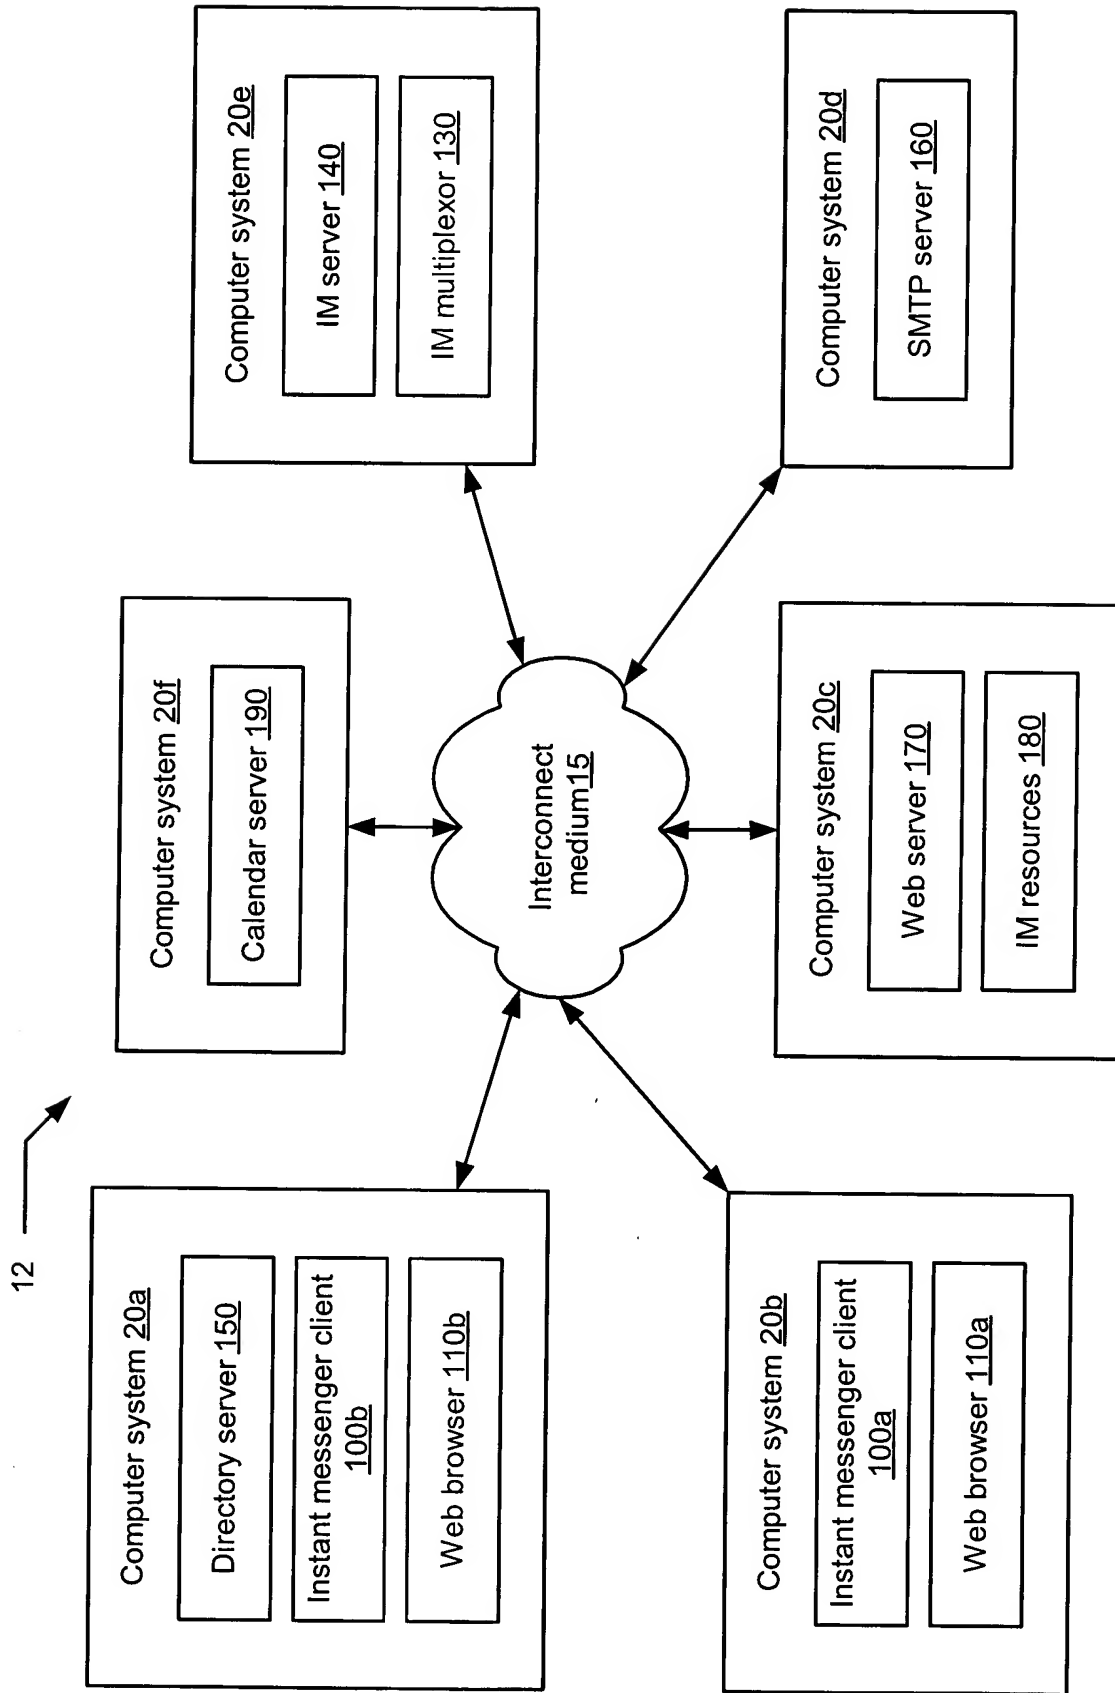 12
Computer system 20a
Directory server 150
Instant messenger client
100b
Web browser 110b
Computer system 20f
Calendar server 190
Computer system 20e
IM server 140
IM multiplexor 130
Interconnect
medium15
Computer system 20b
Instant messenger client
100a
Web browser 110a
Computer system 20c
Web server 170
IM resources 180
Computer system 20d
SMTP server 160